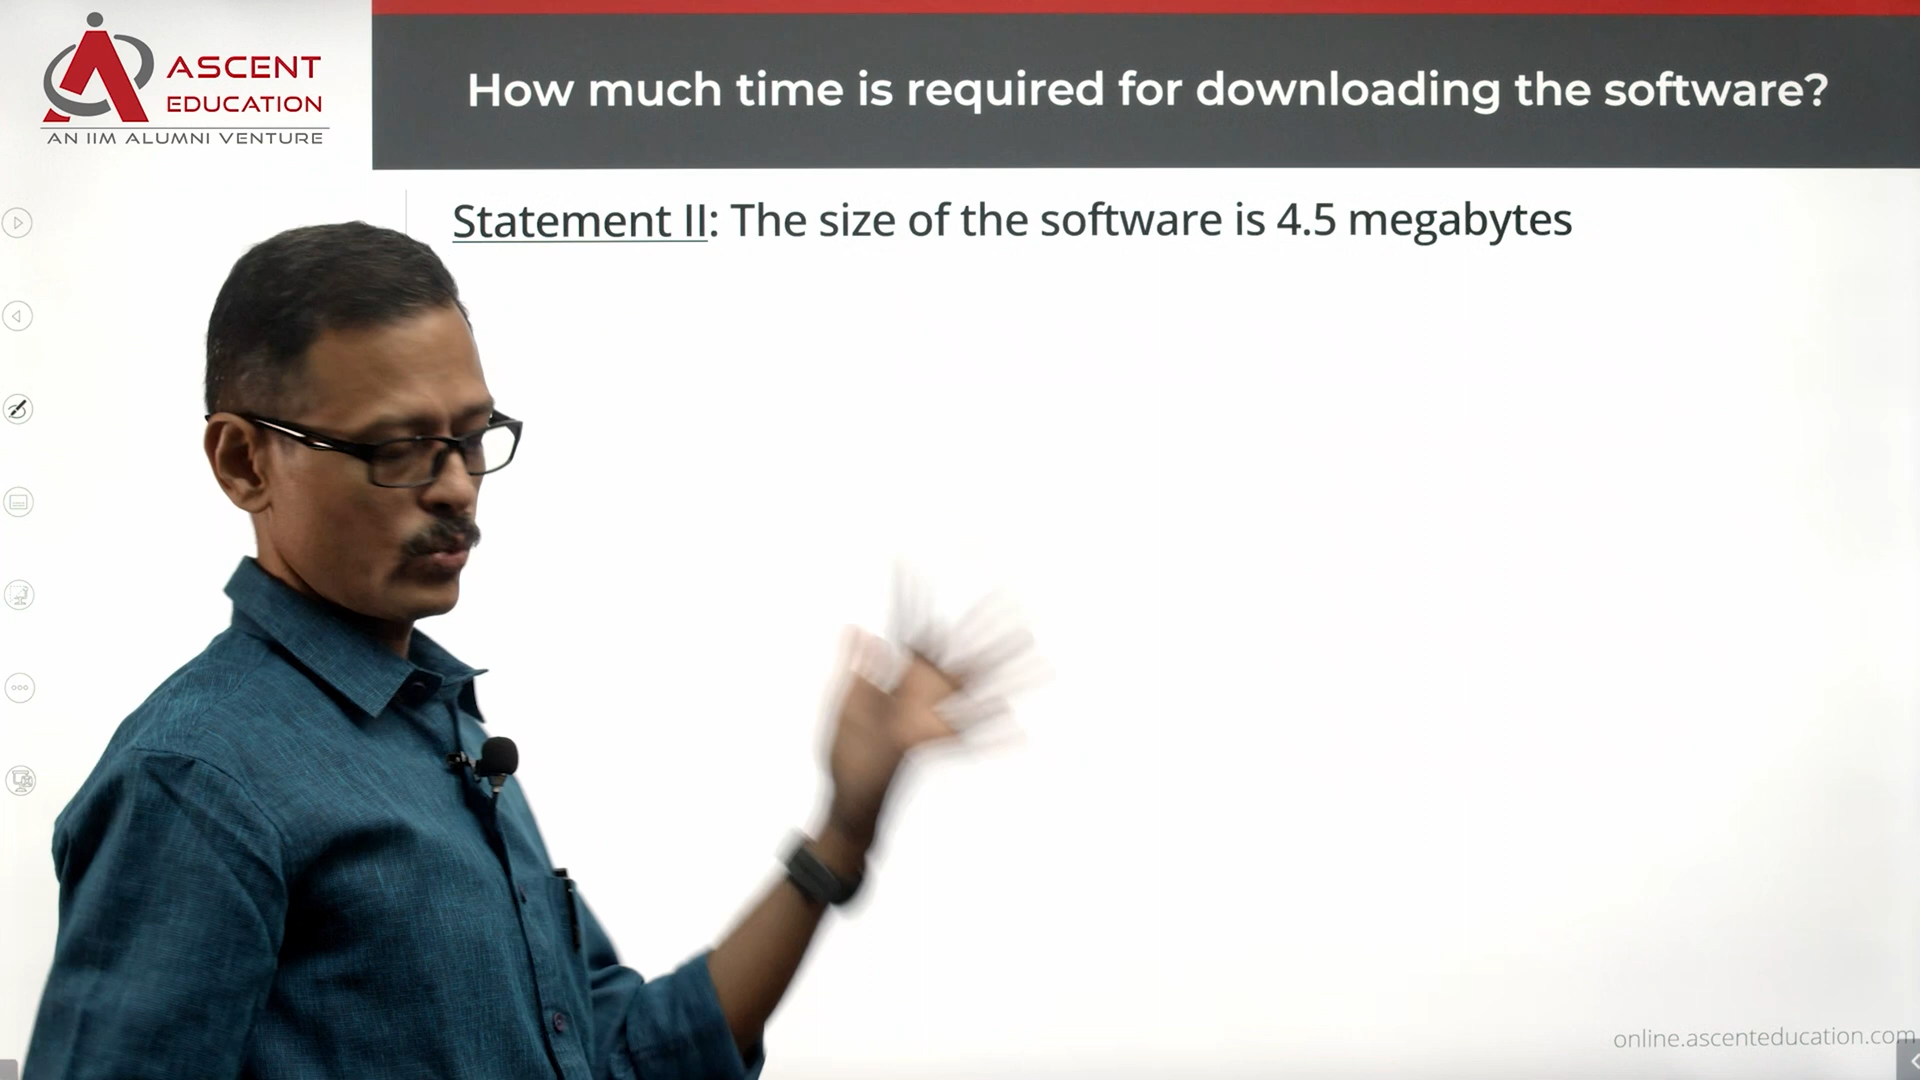 ASCENT
EDUCATION
AN IIM ALUMNI VENTURE
How much time is required for downloading the software?
Statement II: The size of the software is 4.5 megabytes
online.ascenteducation.com